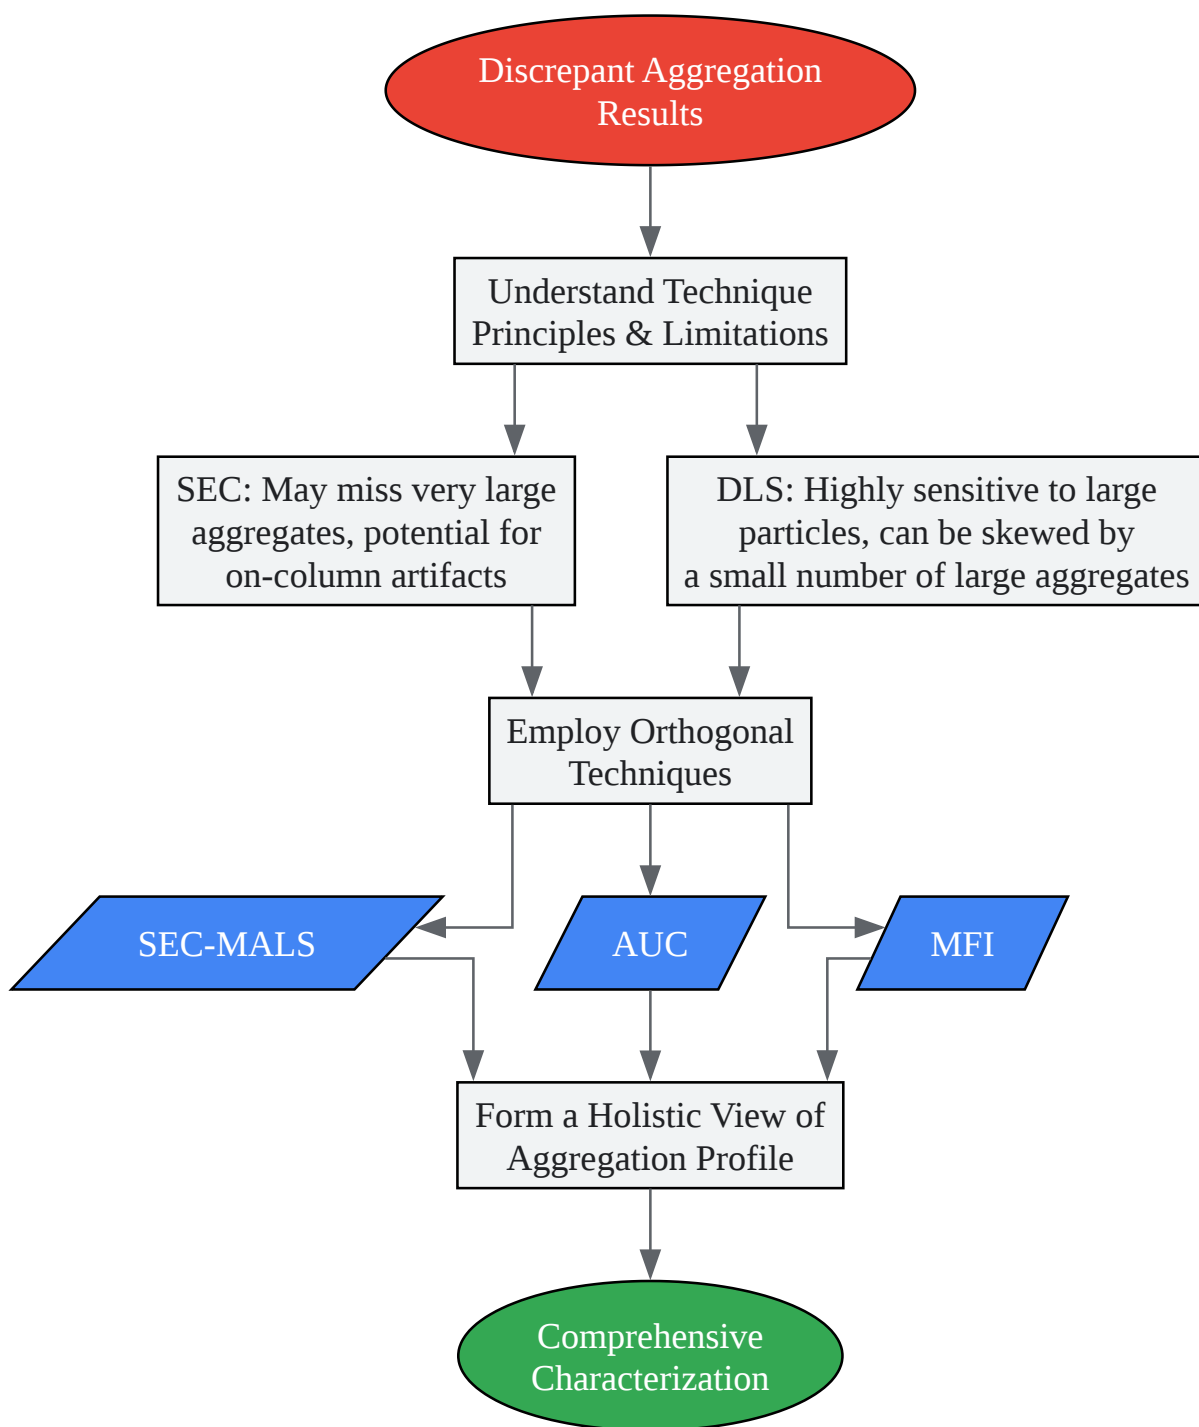 Discrepant Aggregation
Results
Understand Technique
Principles & Limitations
SEC: May miss very large
aggregates, potential for
on-column artifacts
DLS: Highly sensitive to large
particles, can be skewed by
a small number of large aggregates
Employ Orthogonal
Techniques
SEC-MALS
AUC
MFI
Form a Holistic View of
Aggregation Profile
Comprehensive
Characterization